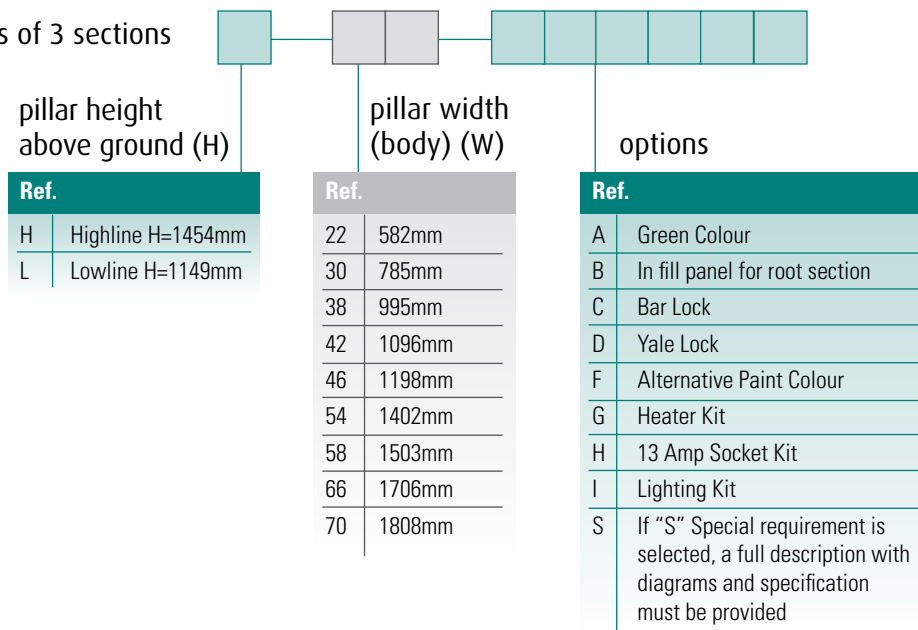 s of 3 sections
pillar height
above ground (H)
Ref.
H Highline H=1454mm
L Lowline H=1149mm
pillar width
(body) (W)
Ref.
22 582mm
30 785mm
38 995mm
42 1096mm
46 1198mm
54 1402mm
58 1503mm
66 1706mm
70 1808mm
options
Ref.
A Green Colour
B In fill panel for root section
C Bar Lock
D Yale Lock
F Alternative Paint Colour
G Heater Kit
H 13 Amp Socket Kit
I Lighting Kit
S If “S” Special requirement is
selected, a full description with
diagrams and specification
must be provided